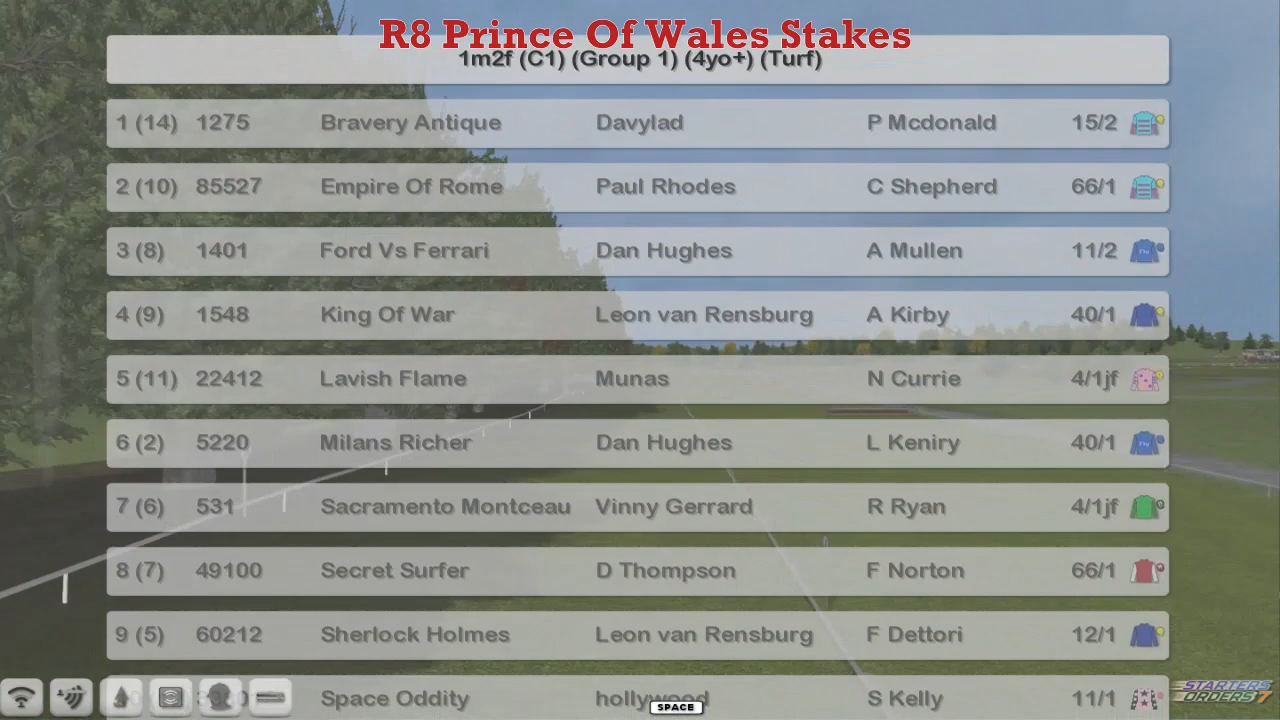 R8 Prince Of Wales Stakes
1m2f (C1) (Group 1) (4yo+) (Turf)
1 (14) 1275 Bravery Antique Davylad P Mcdonald 15/2
2 (10) 85527 Empire Of Rome Paul Rhodes C Shepherd 66/1
3 (8) 1401 Ford Vs Ferrari Dan Hughes A Mullen 11/2
4 (9) 1548 King Of War Leon van Rensburg A Kirby 40/1
5 (11) 22412 Lavish Flame Munas N Currie 4/1jf
6 (2) 5220 Milans Richer Dan Hughes L Keniry 40/1
7 (6) 531 Sacramento Montceau Vinny Gerrard R Ryan 4/1jf
8 (7) 49100 Secret Surfer D Thompson F Norton 66/1
9 (5) 60212 Sherlock Holmes Leon van Rensburg F Dettori 12/1
Space Oddity hollywood S Kelly 11/1
SPACE
STARTERS ORDERS 7